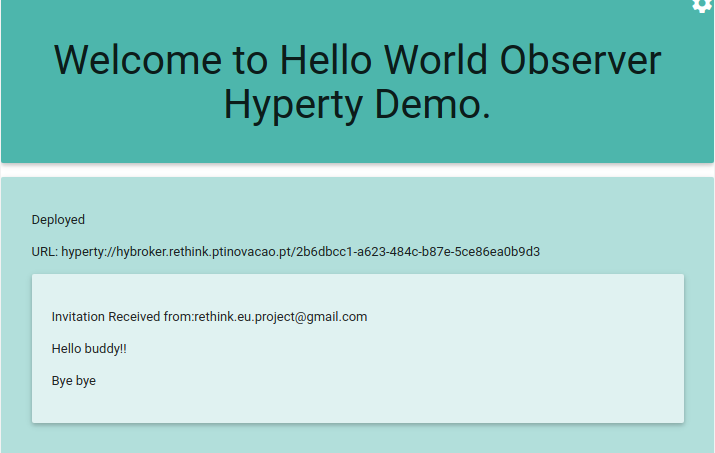 Welcome to Hello World Observer
Hyperty Demo.
Deployed
URL: hyperty://hybroker.rethink.ptinovacao.pt/2b6dbcc1-a623-484c-b87e-5ce86ea0b9d3
Invitation Received from:rethink.eu.project@gmail.com
Hello buddy!!
Bye bye